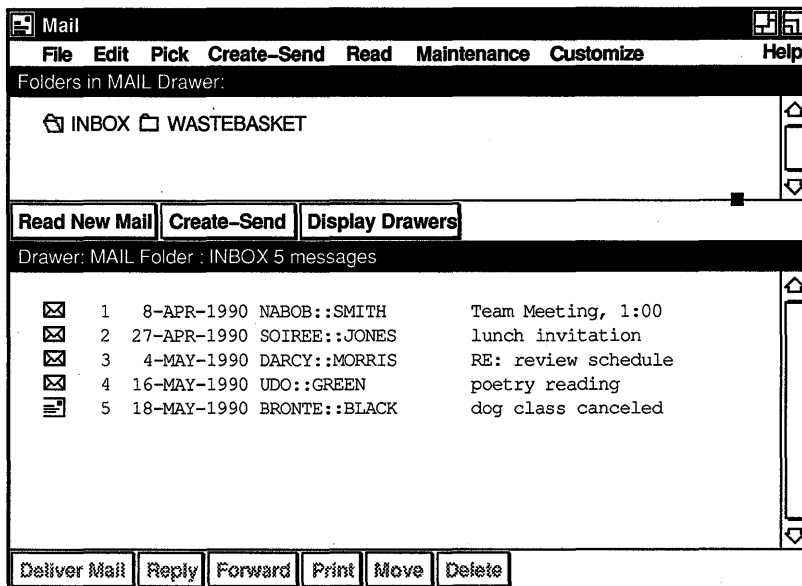 Mail
File Edit Pick Create-Send Read Maintenance Customize Help
Folders in MAIL Drawer:
INBOX WASTEBASKET
Read New Mail Create-Send Display Drawers
Drawer: MAIL Folder : INBOX 5 messages
1 8-APR-1990 NABOB::SMITH Team Meeting, 1:00
2 27-APR-1990 SOIREE::JONES lunch invitation
3 4-MAY-1990 DARCY::MORRIS RE: review schedule
4 16-MAY-1990 UDO::GREEN poetry reading
5 18-MAY-1990 BRONTE::BLACK dog class canceled
Deliver Mail Reply Forward Print Move Delete